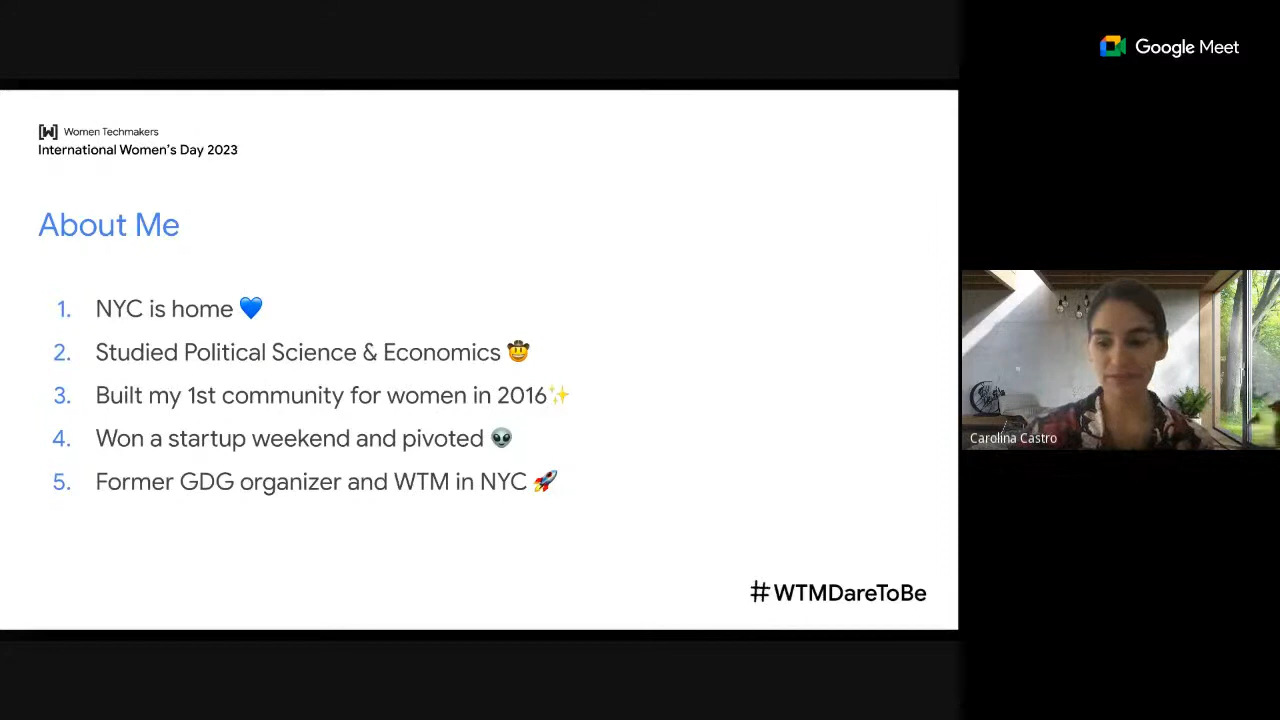 Google Meet
[W] Women Techmakers
International Women's Day 2023
About Me
1. NYC is home 💙
2. Studied Political Science & Economics 🤠
3. Built my 1st community for women in 2016✨
4. Won a startup weekend and pivoted 👽
5. Former GDG organizer and WTM in NYC 🚀
Carolina Castro
#WTMDareToBe